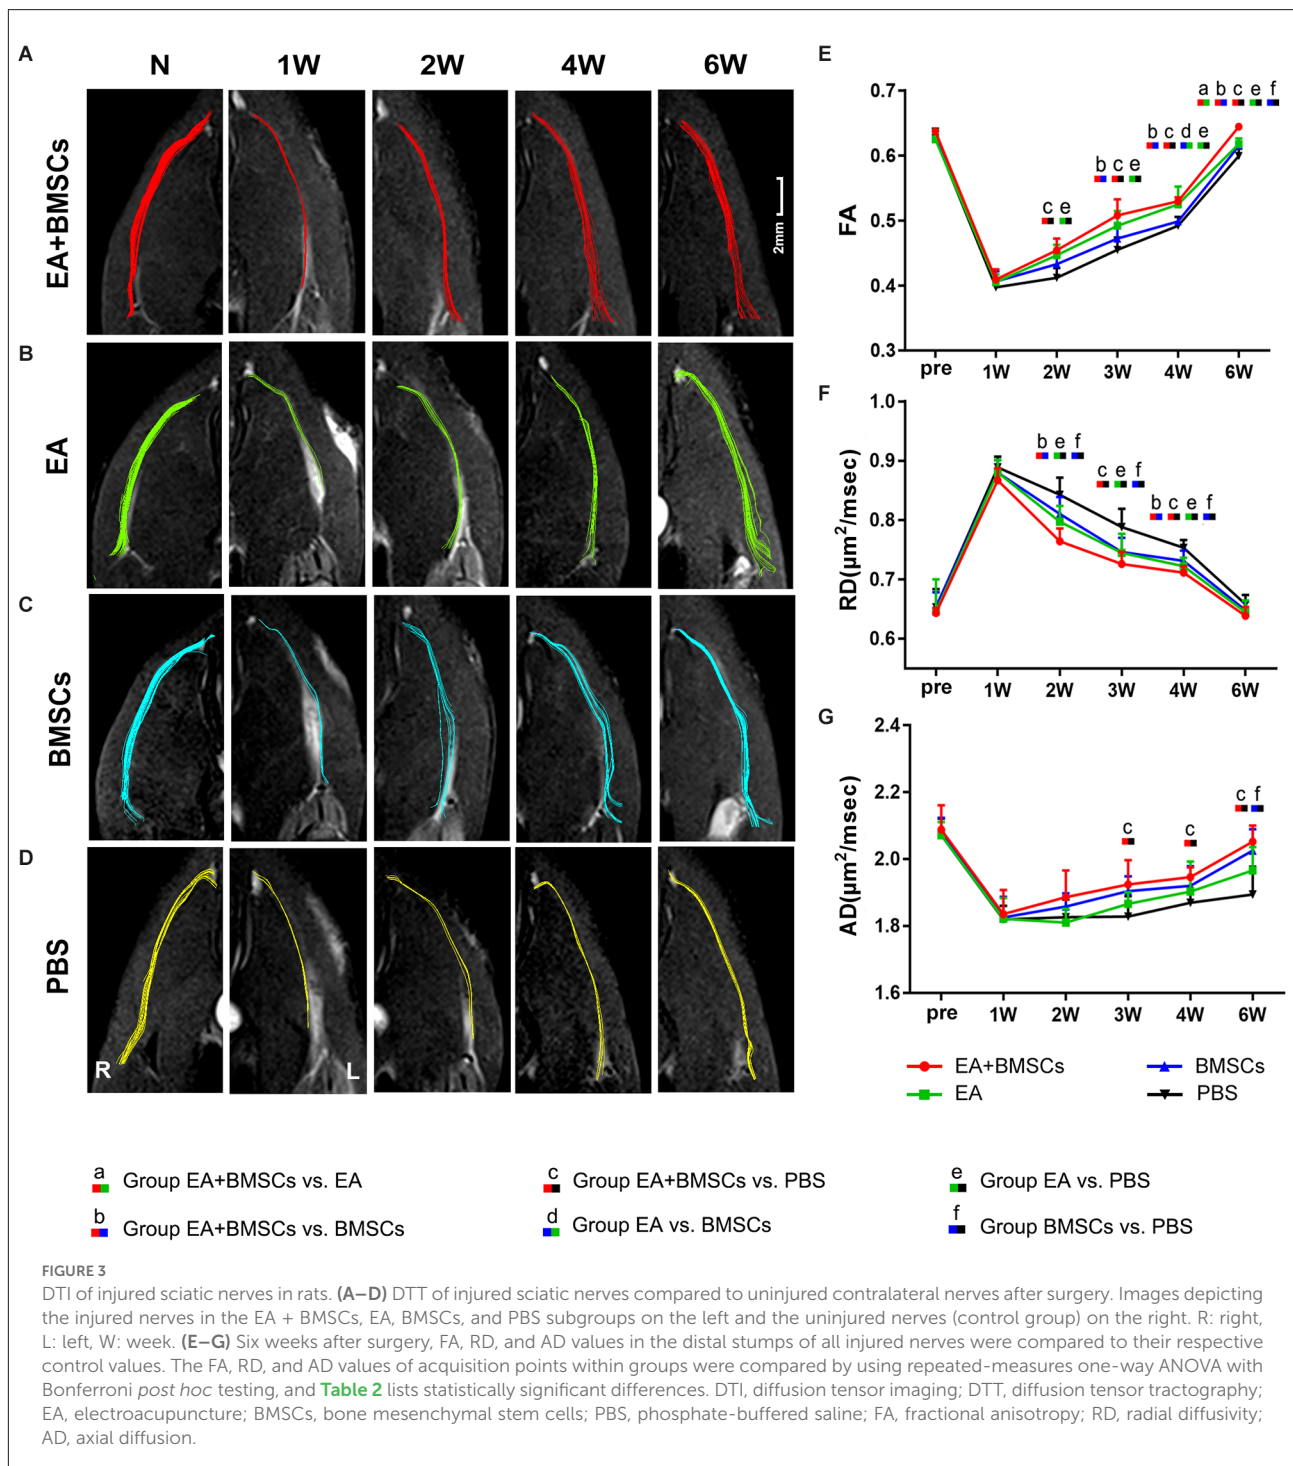 A
N 1W 2W 4W 6W
EA+BMSCs
2mm
B
EA
C
BMSCs
D
PBS
R
L
E
FA
0.7
0.6
0.5
0.4
0.3
c e
b c e
b c d e
a b c e f
pre 1W 2W 3W 4W 6W
F
RD(μm²/msec)
1.0
0.9
0.8
0.7
0.6
b e f
c e f
b c e f
pre 1W 2W 3W 4W 6W
G
AD(μm²/msec)
2.4
2.2
2.0
1.8
1.6
c
c
c f
pre 1W 2W 3W 4W 6W
EA+BMSCs BMSCs
EA PBS
a Group EA+BMSCs vs. EA
c Group EA+BMSCs vs. PBS
e Group EA vs. PBS
b Group EA+BMSCs vs. BMSCs
d Group EA vs. BMSCs
f Group BMSCs vs. PBS
FIGURE 3
DTI of injured sciatic nerves in rats. (A–D) DTT of injured sciatic nerves compared to uninjured contralateral nerves after surgery. Images depicting
the injured nerves in the EA + BMSCs, EA, BMSCs, and PBS subgroups on the left and the uninjured nerves (control group) on the right. R: right,
L: left, W: week. (E–G) Six weeks after surgery, FA, RD, and AD values in the distal stumps of all injured nerves were compared to their respective
control values. The FA, RD, and AD values of acquisition points within groups were compared by using repeated-measures one-way ANOVA with
Bonferroni post hoc testing, and Table 2 lists statistically significant differences. DTI, diffusion tensor imaging; DTT, diffusion tensor tractography;
EA, electroacupuncture; BMSCs, bone mesenchymal stem cells; PBS, phosphate-buffered saline; FA, fractional anisotropy; RD, radial diffusivity;
AD, axial diffusion.